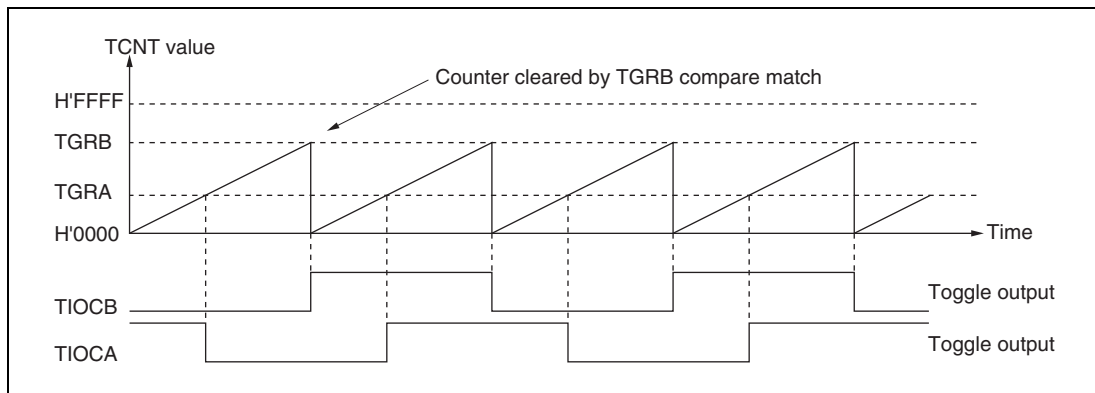 TCNT value
Counter cleared by TGRB compare match
H'FFFF
TGRB
TGRA
H'0000
Time
TIOCB
Toggle output
TIOCA
Toggle output